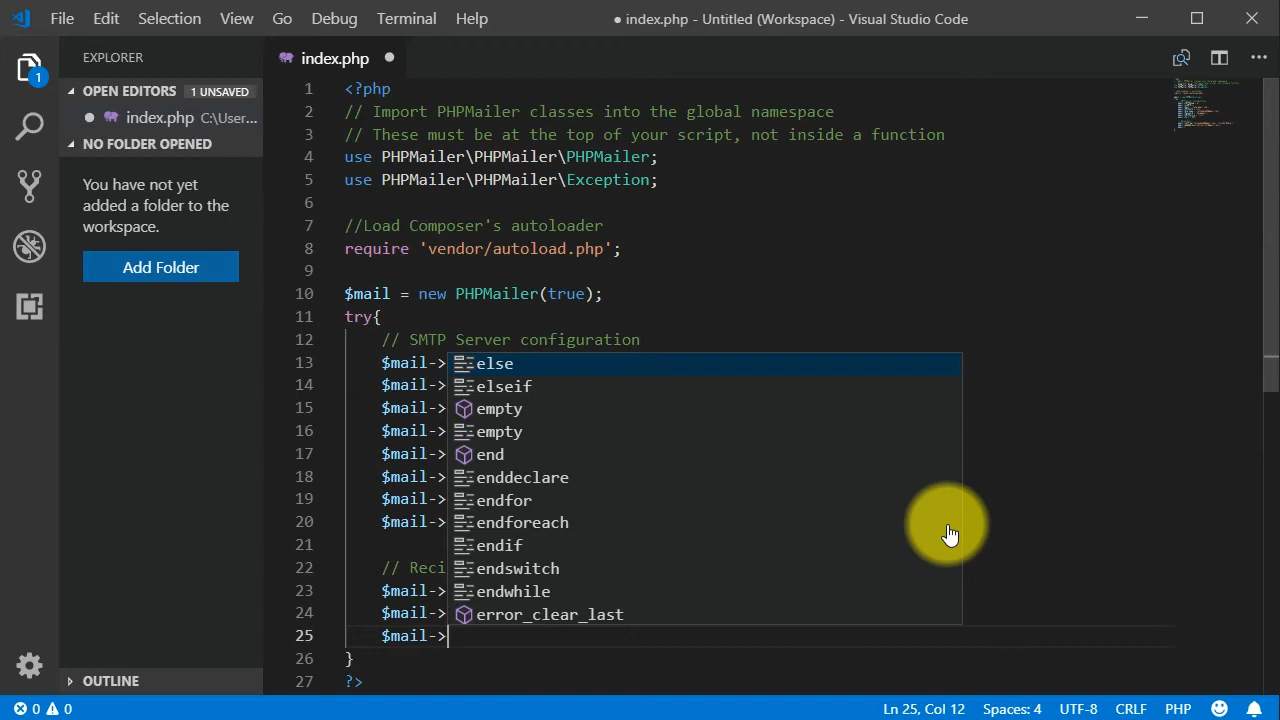 File Edit Selection View Go Debug Terminal Help
● index.php - Untitled (Workspace) - Visual Studio Code
EXPLORER
index.php
1
OPEN EDITORS 1 UNSAVED
index.php C:\User...
NO FOLDER OPENED
You have not yet
added a folder to the
workspace.
Add Folder
OUTLINE
1 <?php
2 // Import PHPMailer classes into the global namespace
3 // These must be at the top of your script, not inside a function
4 use PHPMailer\PHPMailer\PHPMailer;
5 use PHPMailer\PHPMailer\Exception;
6
7 //Load Composer's autoloader
8 require 'vendor/autoload.php';
9
10 $mail = new PHPMailer(true);
11 try{
12 // SMTP Server configuration
13 $mail->
14 $mail->
15 $mail->
16 $mail->
17 $mail->
18 $mail->
19 $mail->
20 $mail->
21
22 // Reci
23 $mail->
24 $mail->
25 $mail->
26 }
27 ?>
else
elseif
empty
empty
end
enddeclare
endfor
endforeach
endif
endswitch
endwhile
error_clear_last
0 0
Ln 25, Col 12 Spaces: 4 UTF-8 CRLF PHP